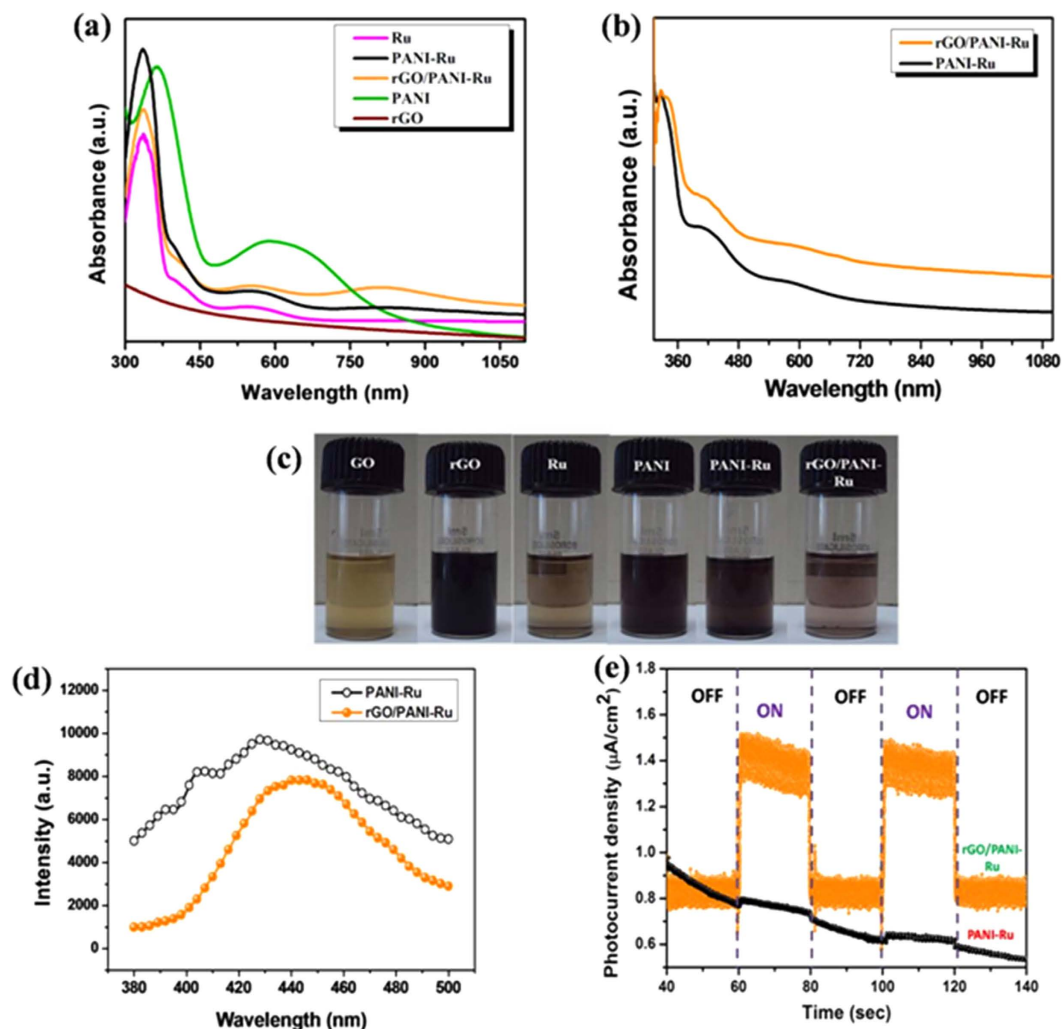 (a)
Ru
PANI-Ru
rGO/PANI-Ru
PANI
rGO
Absorbance (a.u.)
300 450 600 750 900 1050
Wavelength (nm)
(b)
rGO/PANI-Ru
PANI-Ru
Absorbance (a.u.)
360 480 600 720 840 960 1080
Wavelength (nm)
(c)
GO
rGO
Ru
PANI
PANI-Ru
rGO/PANI-
Ru
(d)
PANI-Ru
rGO/PANI-Ru
Intensity (a.u.)
12000
10000
8000
6000
4000
2000
0
380 400 420 440 460 480 500
Wavelength (nm)
(e)
OFF ON OFF ON OFF
Photocurrent density (μA/cm²)
1.8
1.6
1.4
1.2
1.0
0.8
0.6
rGO/PANI-
Ru
PANI-Ru
40 60 80 100 120 140
Time (sec)